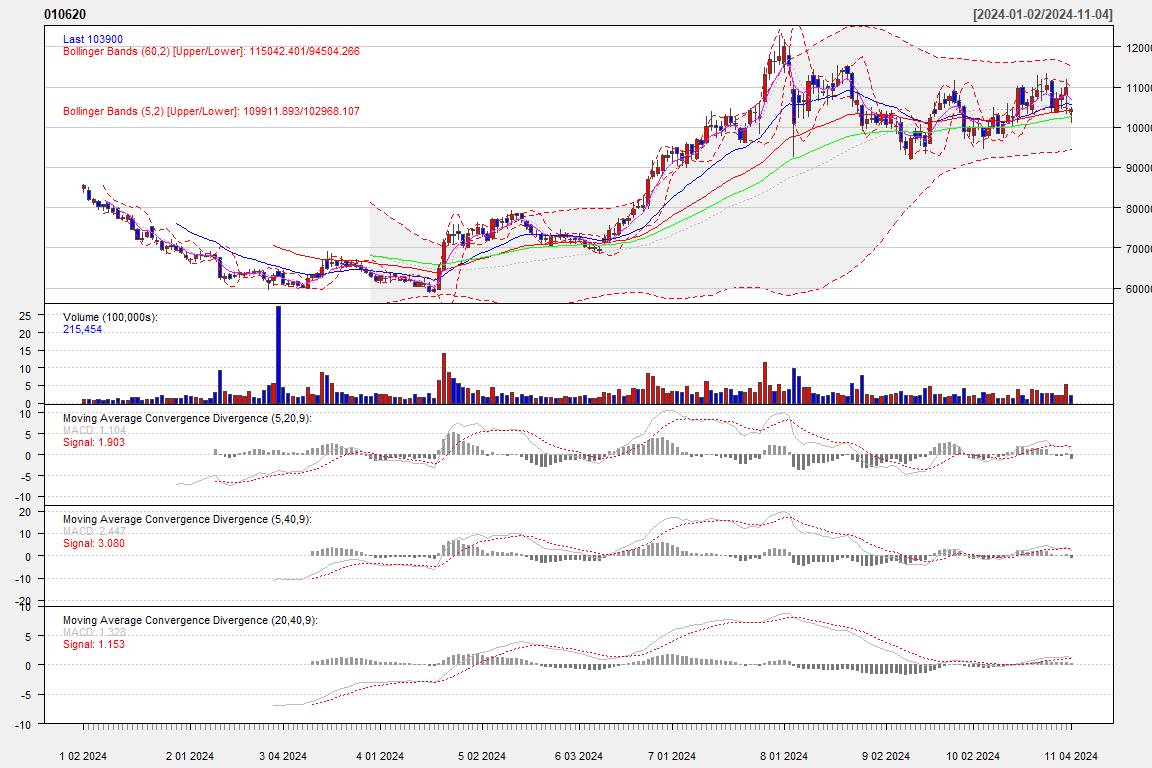 010620
[2024-01-02/2024-11-04]
Last 103900
Bollinger Bands (60,2) [Upper/Lower]: 115042.401/94504.266
Bollinger Bands (5,2) [Upper/Lower]: 109911.893/102968.107
12000
11000
10000
90000
80000
70000
60000
Volume (100,000s):
215,454
25
20
15
10
5
0
Moving Average Convergence Divergence (5,20,9):
MACD: 1.104
Signal: 1.903
10
5
0
-5
-10
Moving Average Convergence Divergence (5,40,9):
MACD: 2.447
Signal: 3.080
20
10
0
-10
-20
Moving Average Convergence Divergence (20,40,9):
MACD: 1.328
Signal: 1.153
10
5
0
-5
-10
1 02 2024
2 01 2024
3 04 2024
4 01 2024
5 02 2024
6 03 2024
7 01 2024
8 01 2024
9 02 2024
10 02 2024
11 04 2024